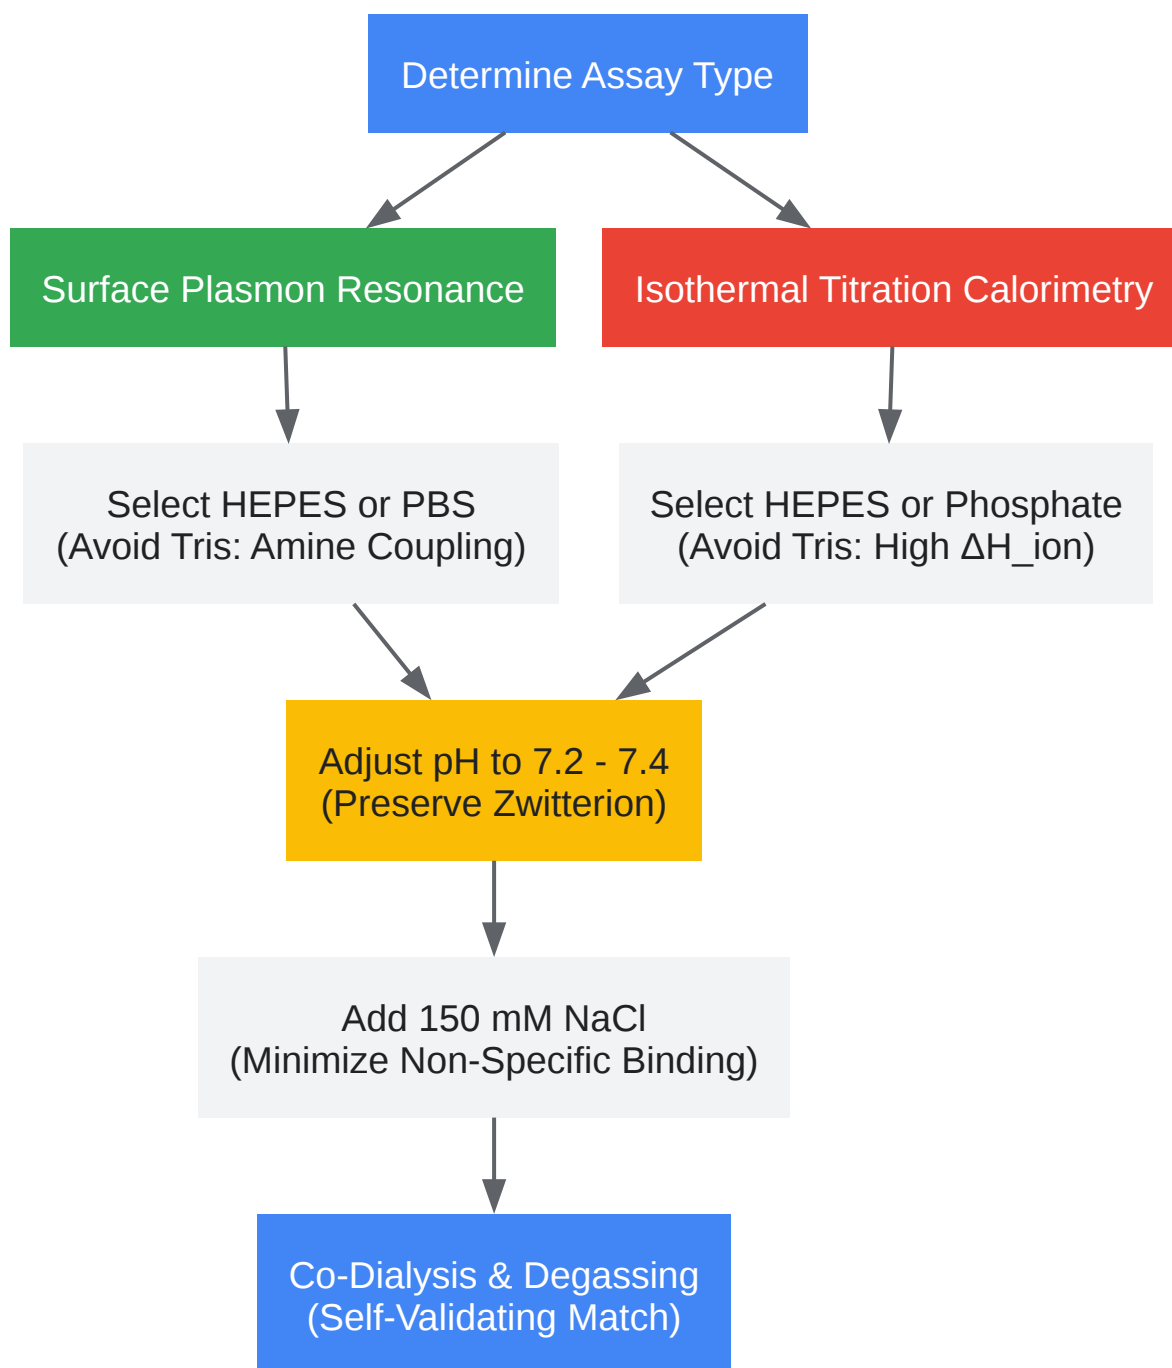 Determine Assay Type
Surface Plasmon Resonance
Isothermal Titration Calorimetry
Select HEPES or PBS
(Avoid Tris: Amine Coupling)
Select HEPES or Phosphate
(Avoid Tris: High ΔH_ion)
Adjust pH to 7.2 - 7.4
(Preserve Zwitterion)
Add 150 mM NaCl
(Minimize Non-Specific Binding)
Co-Dialysis & Degassing
(Self-Validating Match)